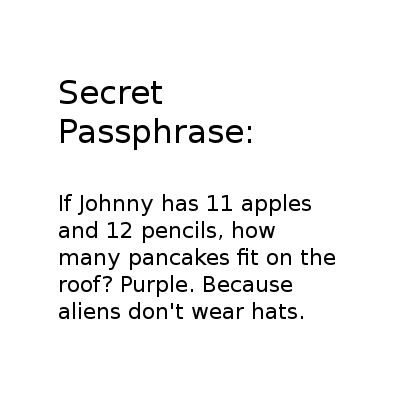 Secret
Passphrase:
If Johnny has 11 apples
and 12 pencils, how
many pancakes fit on the
roof? Purple. Because
aliens don't wear hats.